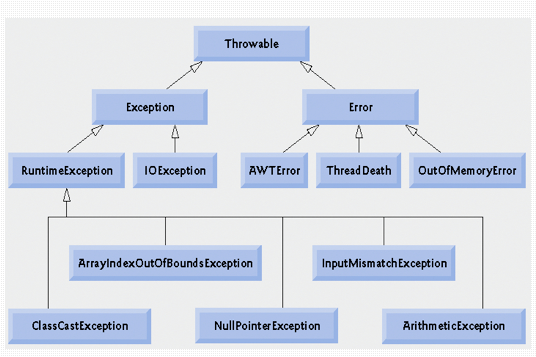 Throwable
Exception
Error
RuntimeException
IOException
AWTError
ThreadDeath
OutOfMemoryError
ArrayIndexOutOfBoundsException
InputMismatchException
ClassCastException
NullPointerException
ArithmeticException